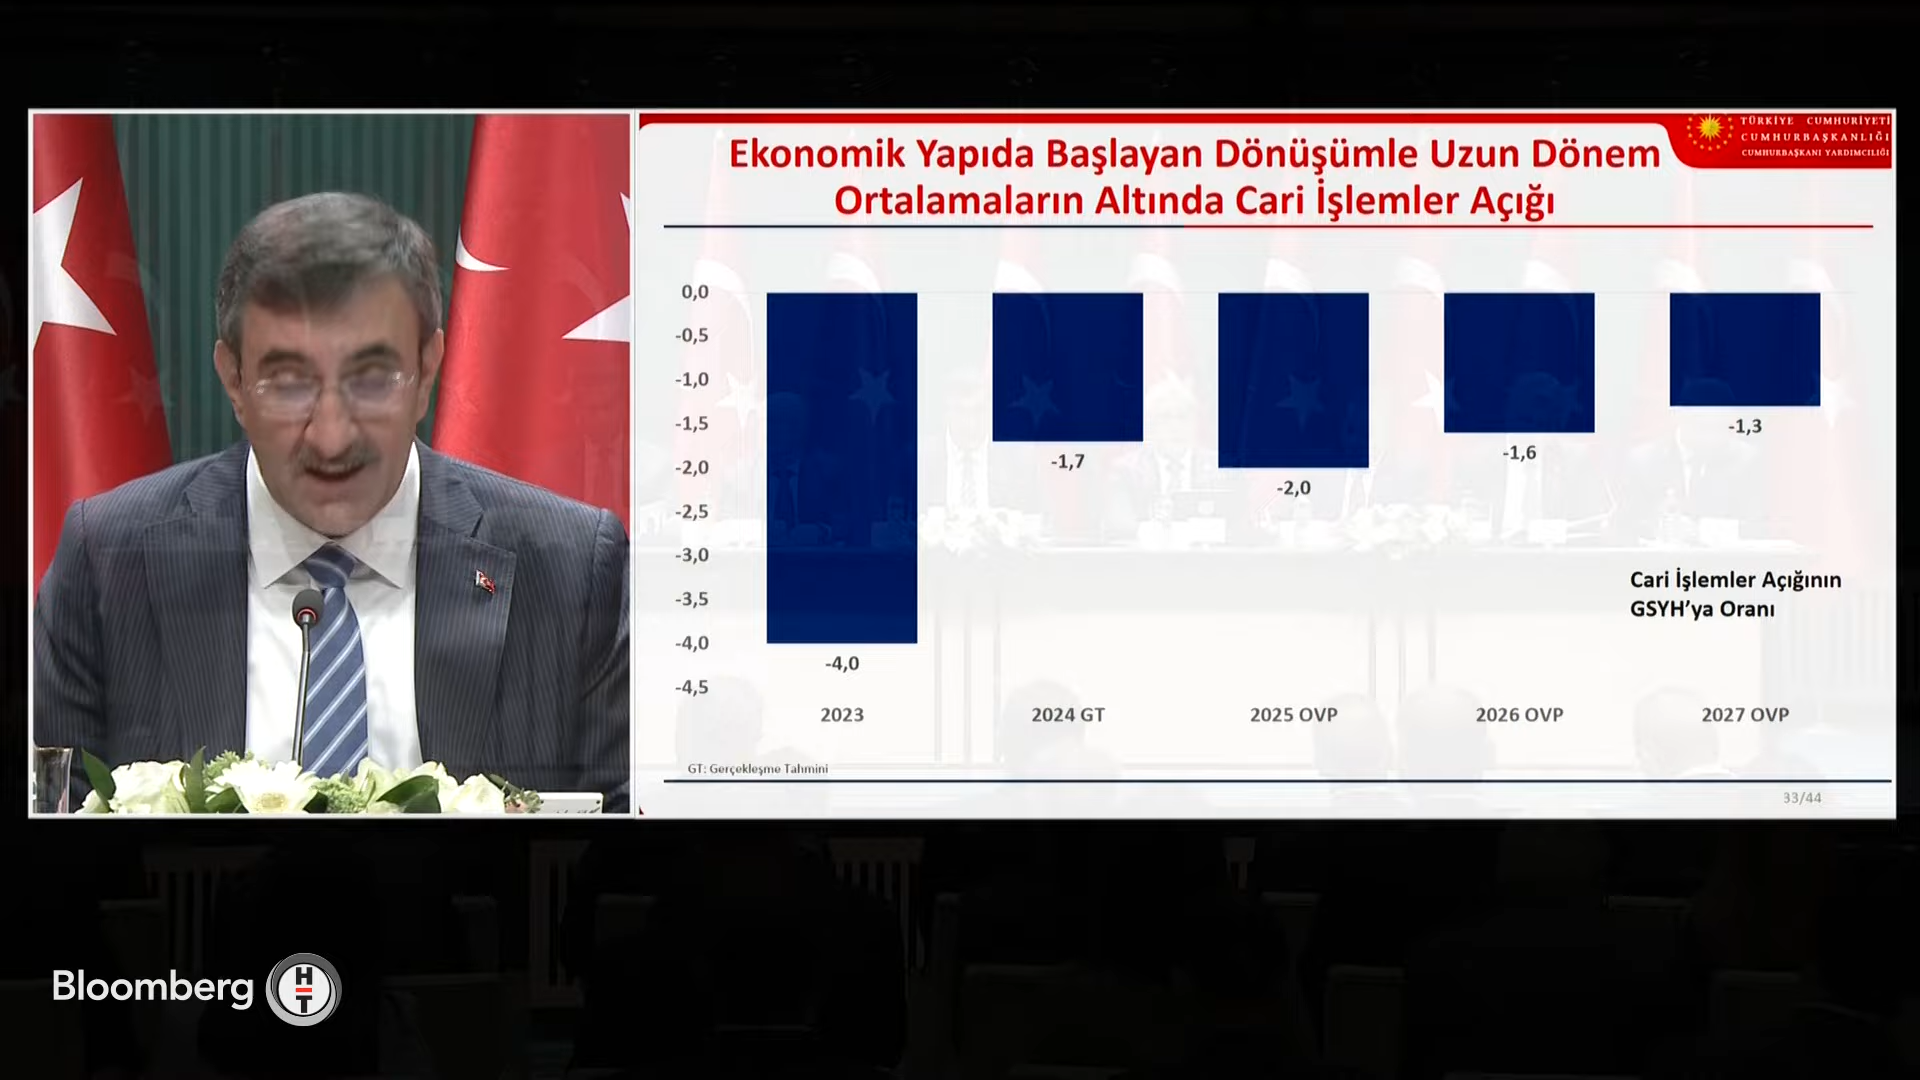 TÜRKİYE CUMHURİYETİ
CUMHURBAŞKANLIĞI
CUMHURBAŞKANI YARDIMCILIĞI
Ekonomik Yapıda Başlayan Dönüşümle Uzun Dönem
Ortalamaların Altında Cari İşlemler Açığı
0,0
-0,5
-1,0
-1,5
-2,0
-2,5
-3,0
-3,5
-4,0
-4,5
-4,0
-1,7
-2,0
-1,6
-1,3
Cari İşlemler Açığının
GSYH’ya Oranı
2023
2024 GT
2025 OVP
2026 OVP
2027 OVP
GT: Gerçekleşme Tahmini
33/44
Bloomberg HT